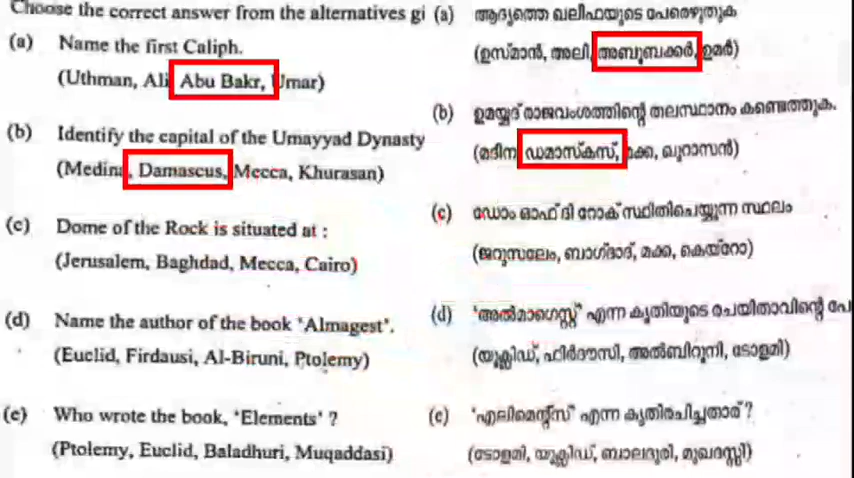 Choose the correct answer from the alternatives gi
(a) Name the first Caliph.
(Uthman, Ali, Abu Bakr, Umar)
(b) Identify the capital of the Umayyad Dynasty
(Medina, Damascus, Mecca, Khurasan)
(c) Dome of the Rock is situated at :
(Jerusalem, Baghdad, Mecca, Cairo)
(d) Name the author of the book 'Almagest'.
(Euclid, Firdausi, Al-Biruni, Ptolemy)
(e) Who wrote the book, 'Elements' ?
(Ptolemy, Euclid, Baladhuri, Muqaddasi)
(a) ആദ്യത്തെ ഖലീഫയുടെ പേരെഴുതുക
(ഉസ്മാൻ, അലി, അബൂബക്കർ, ഉമർ)
(b) ഉമയ്യദ് രാജവംശത്തിന്റെ തലസ്ഥാനം കണ്ടെത്തുക.
(മദീന, ഡമാസ്കസ്, മക്ക, ഖുറാസൻ)
(c) ഡോം ഓഫ് ദി റോക് സ്ഥിതിചെയ്യുന്ന സ്ഥലം
(ജറുസലേം, ബാഗ്ദാദ്, മക്ക, കെയ്റോ)
(d) 'അൽമാഗെസ്റ്റ്' എന്ന കൃതിയുടെ രചയിതാവിന്റെ പേ
(യൂക്ലിഡ്, ഫിർദൗസി, അൽബിറൂനി, ടോളമി)
(e) 'എലിമെന്റ്സ്' എന്ന കൃതിരചിച്ചതാര് ?
(ടോളമി, യൂക്ലിഡ്, ബാലദുരി, മുഖദസ്സി)